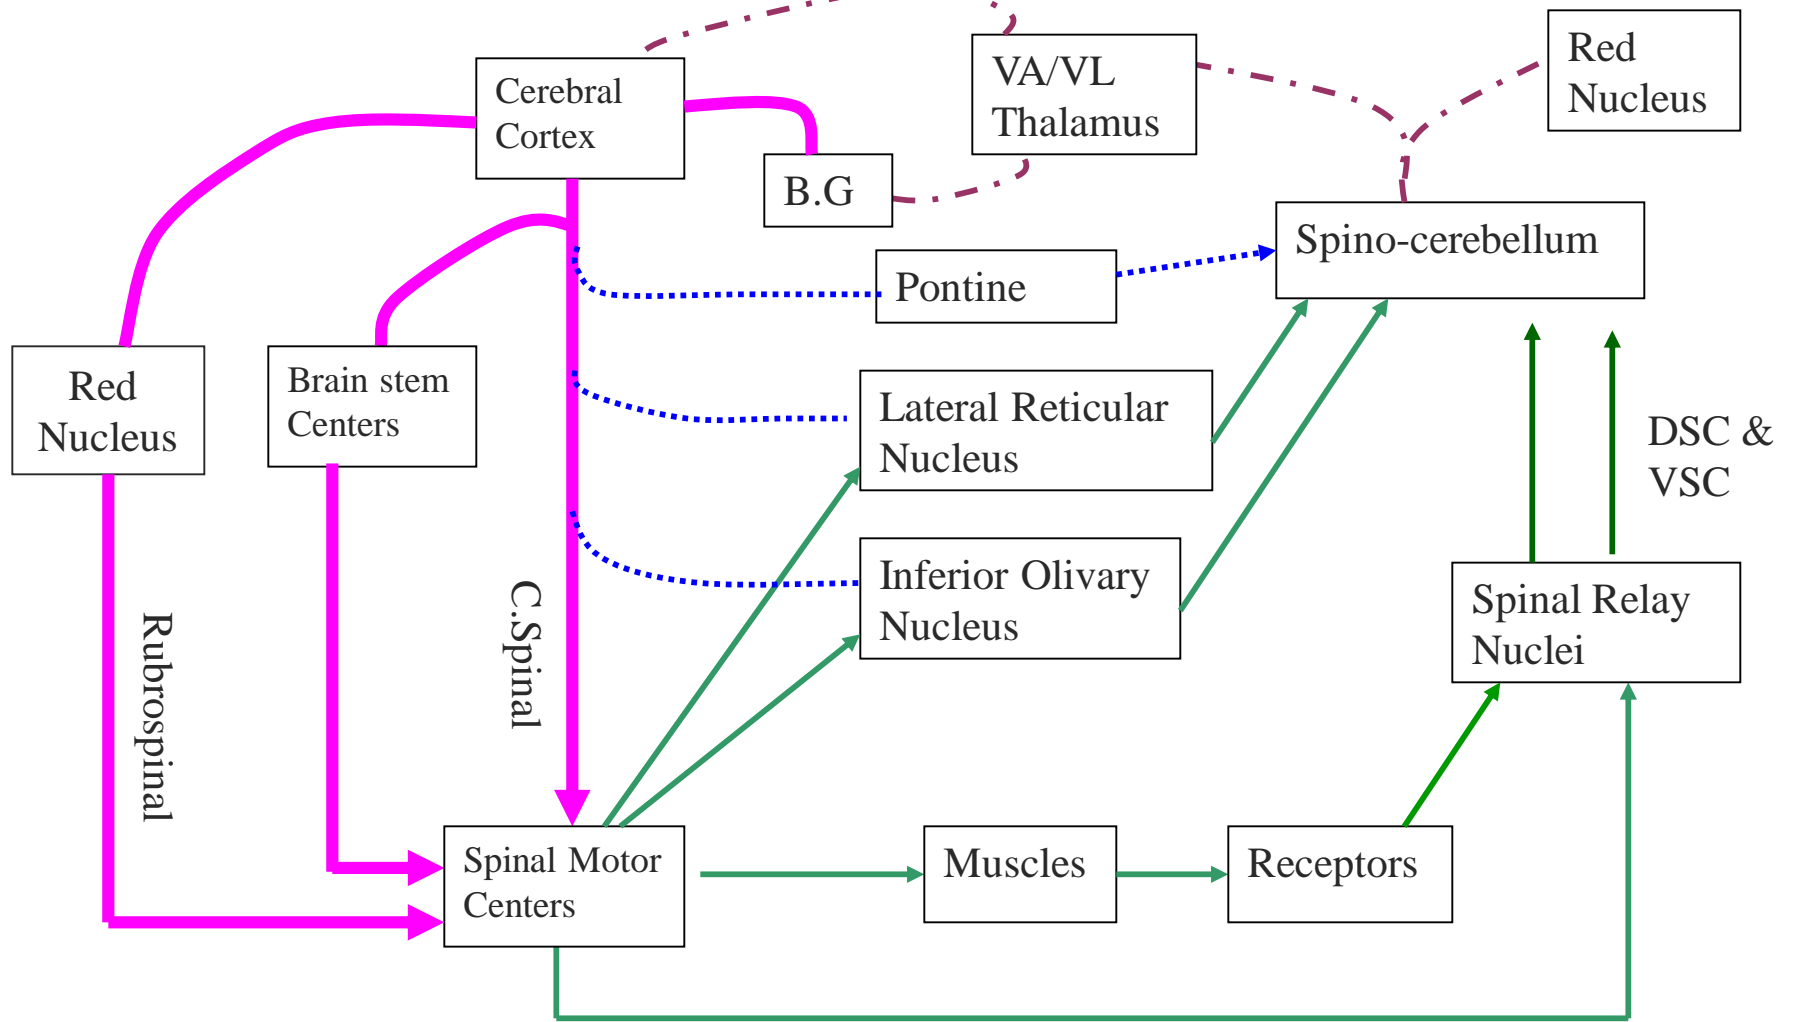 Cerebral
Cortex
VA/VL
Thalamus
Red
Nucleus
B.G
Spino-cerebellum
Pontine
Red
Nucleus
Brain stem
Centers
Lateral Reticular
Nucleus
DSC &
VSC
Inferior Olivary
Nucleus
Spinal Relay
Nuclei
Rubrospinal
C.Spinal
Spinal Motor
Centers
Muscles
Receptors